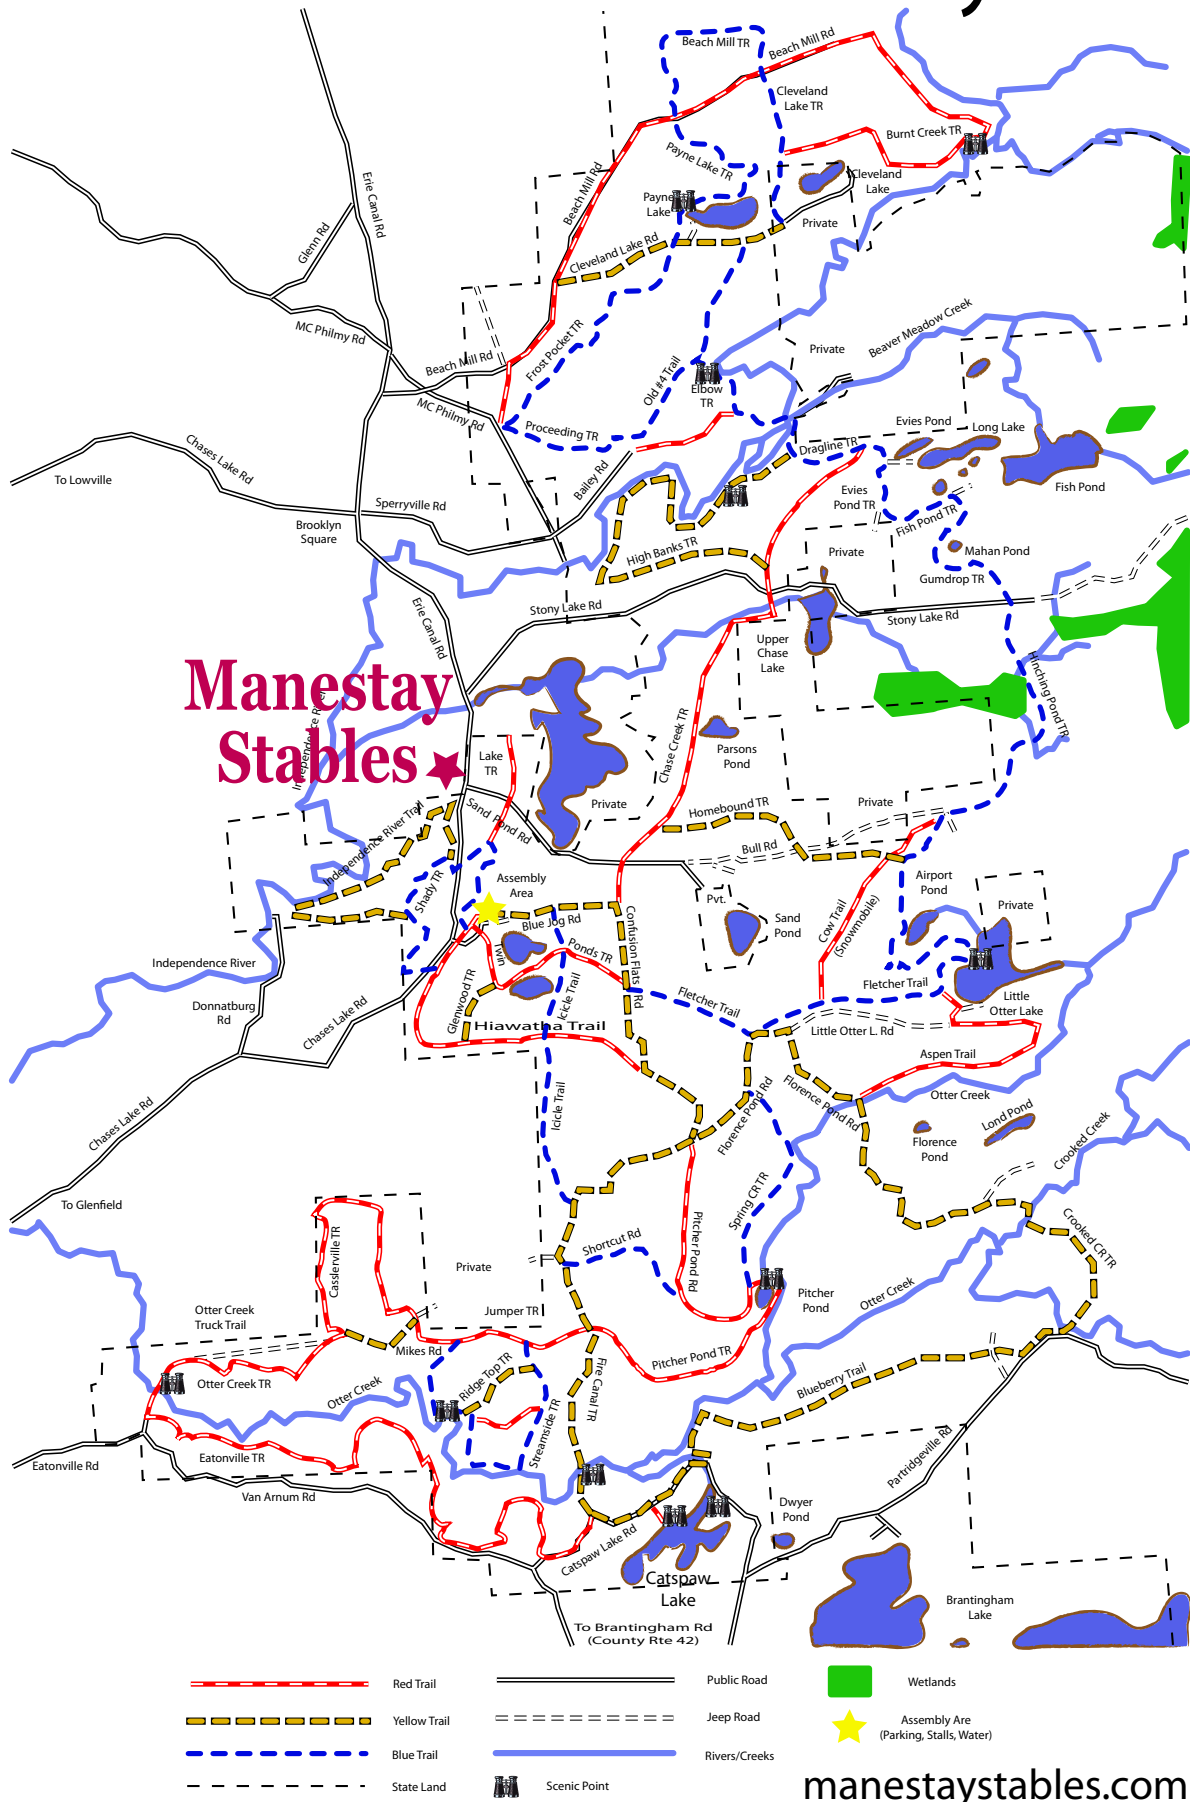 Beach Mill TR
Beach Mill Rd
Cleveland
Lake TR
Burnt Creek TR
Payne Lake TR
Beach Mill Rd
Payne
Lake
Cleveland
Lake
Private
Erie Canal Rd
Glenn Rd
Cleveland Lake Rd
MC Philmy Rd
Beach Mill Rd
Frost Pocket TR
Beaver Meadow Creek
Private
Old #4 Trail
Elbow
TR
MC Philmy Rd
Proceeding TR
Dragline TR
Evies Pond
Long Lake
Chases Lake Rd
To Lowville
Bailey Rd
Evies
Pond TR
Fish Pond
Sperryville Rd
Brooklyn
Square
Fish Pond TR
High Banks TR
Private
Mahan Pond
Gumdrop TR
Erie Canal Rd
Stony Lake Rd
Stony Lake Rd
Upper
Chase
Lake
Hinching Pond TR
Manestay
Stables
Independence River
Lake
TR
Chase Creek TR
Parsons
Pond
Private
Private
Sand Pond Rd
Homebound TR
Independence River Trail
Bull Rd
Shady TR
Assembly
Area
Airport
Pond
Pvt.
Private
Blue Jog Rd
Sand
Pond
Cow Trail
(Snowmobile)
Confusion Flats Rd
Twin
Ponds TR
Independence River
Glenwood TR
Icicle Trail
Fletcher Trail
Fletcher Trail
Little
Otter Lake
Donnatburg
Rd
Chases Lake Rd
Hiawatha Trail
Little Otter L. Rd
Aspen Trail
Florence Pond Rd
Florence Pond Rd
Otter Creek
Icicle Trail
Chases Lake Rd
Florence
Pond
Lond Pond
Crooked Creek
To Glenfield
Spring CR TR
Pitcher Pond Rd
Crooked CR TR
Casslerville TR
Shortcut Rd
Private
Pitcher
Pond
Otter Creek
Otter Creek
Truck Trail
Jumper TR
Mikes Rd
Pitcher Pond TR
Ridge Top TR
Fire Canal TR
Otter Creek TR
Otter Creek
Blueberry Trail
Streamside TR
Partridgeville Rd
Eatonville Rd
Eatonville TR
Van Arnum Rd
Dwyer
Pond
Catspaw Lake Rd
Catspaw
Lake
Brantingham
Lake
To Brantingham Rd
(County Rte 42)
Red Trail
Public Road
Wetlands
Yellow Trail
Jeep Road
Assembly Are
(Parking, Stalls, Water)
Blue Trail
Rivers/Creeks
State Land
Scenic Point
manestaystables.com